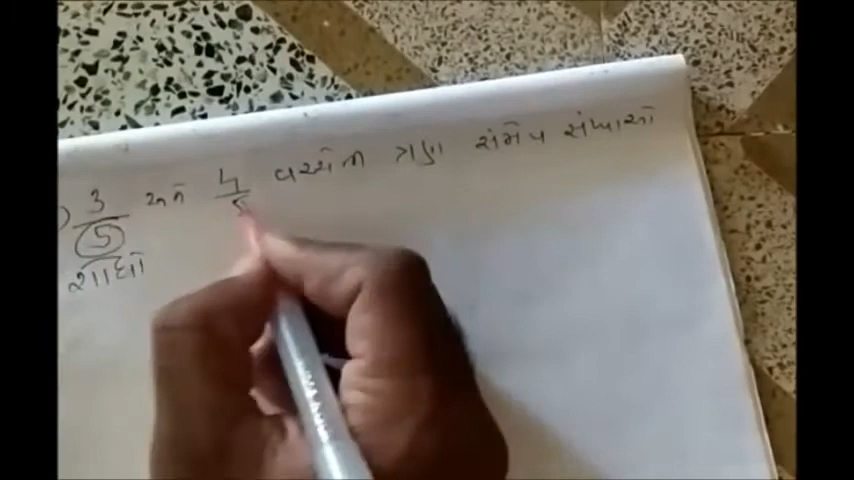 ) 3/5 અને 4/5 વચ્ચેની ત્રણ સંમેય સંખ્યાઓ
શોધો